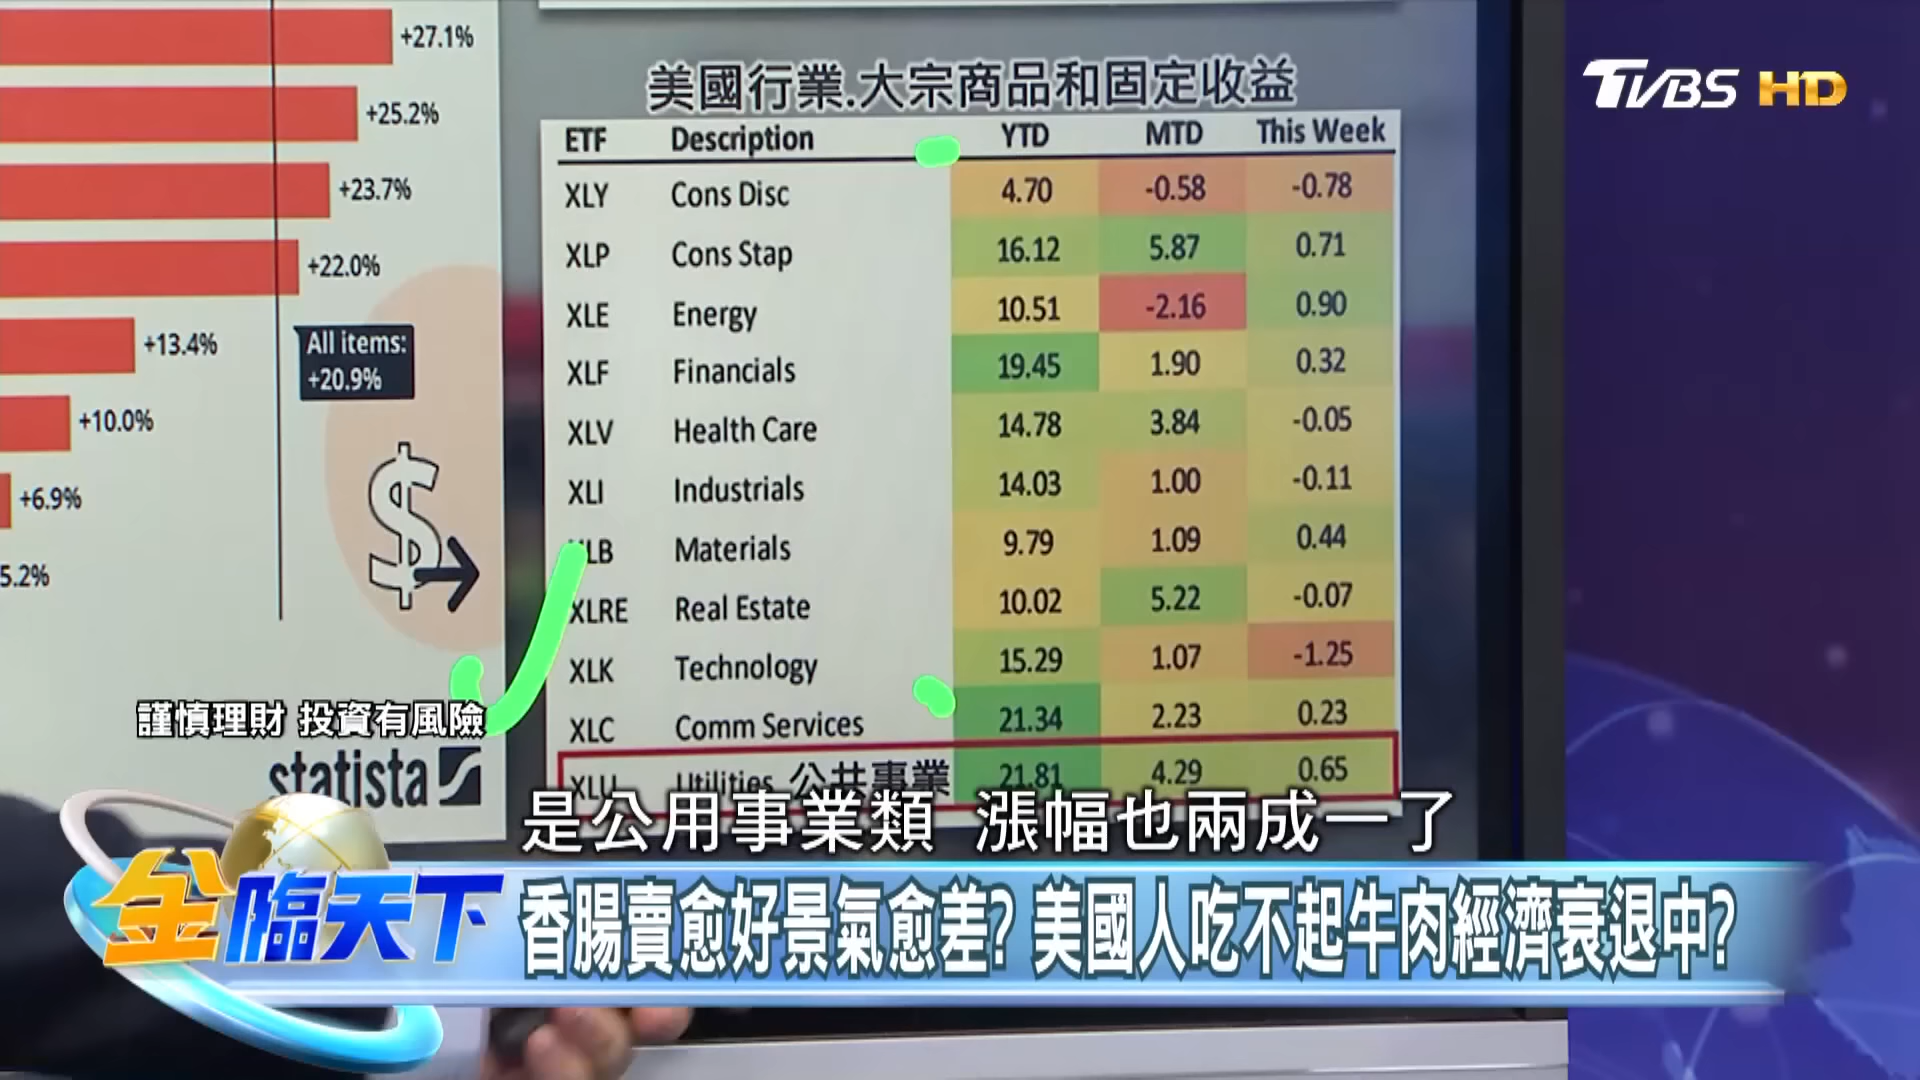 +27.1%
+25.2%
+23.7%
+22.0%
+13.4%
All items:
+20.9%
+10.0%
+6.9%
5.2%
$
statista
美國行業.大宗商品和固定收益
ETF Description YTD MTD This Week
XLY Cons Disc 4.70 -0.58 -0.78
XLP Cons Stap 16.12 5.87 0.71
XLE Energy 10.51 -2.16 0.90
XLF Financials 19.45 1.90 0.32
XLV Health Care 14.78 3.84 -0.05
XLI Industrials 14.03 1.00 -0.11
XLB Materials 9.79 1.09 0.44
XLRE Real Estate 10.02 5.22 -0.07
XLK Technology 15.29 1.07 -1.25
XLC Comm Services 21.34 2.23 0.23
XLU Utilities 公共事業 21.81 4.29 0.65
TVBS HD
謹慎理財 投資有風險
是公用事業類 漲幅也兩成一了
金臨天下
香腸賣愈好景氣愈差? 美國人吃不起牛肉經濟衰退中?